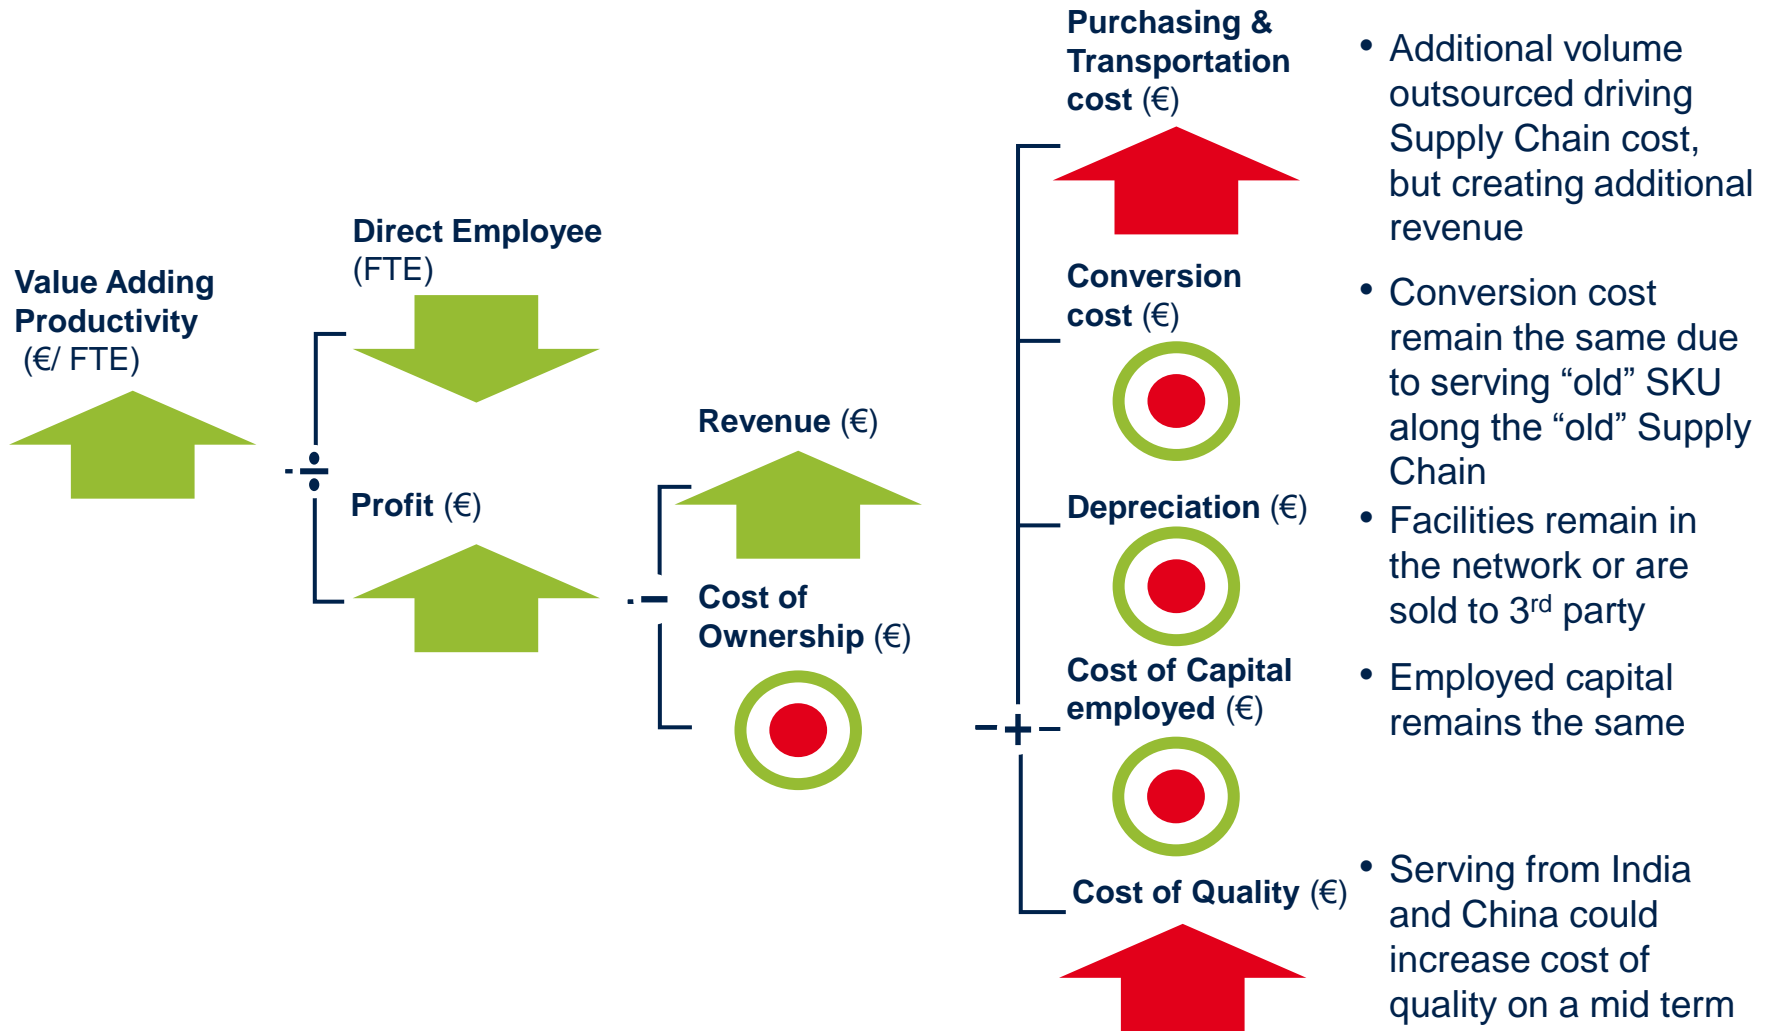 Value Adding
Productivity
(€/ FTE)
Direct Employee
(FTE)
÷
Profit (€)
Revenue (€)
Cost of
Ownership (€)
Purchasing &
Transportation
cost (€)
Conversion
cost (€)
Depreciation (€)
Cost of Capital
employed (€)
+
Cost of Quality (€)
• Additional volume
outsourced driving
Supply Chain cost,
but creating additional
revenue
• Conversion cost
remain the same due
to serving “old” SKU
along the “old” Supply
Chain
• Facilities remain in
the network or are
sold to 3rd party
• Employed capital
remains the same
• Serving from India
and China could
increase cost of
quality on a mid term